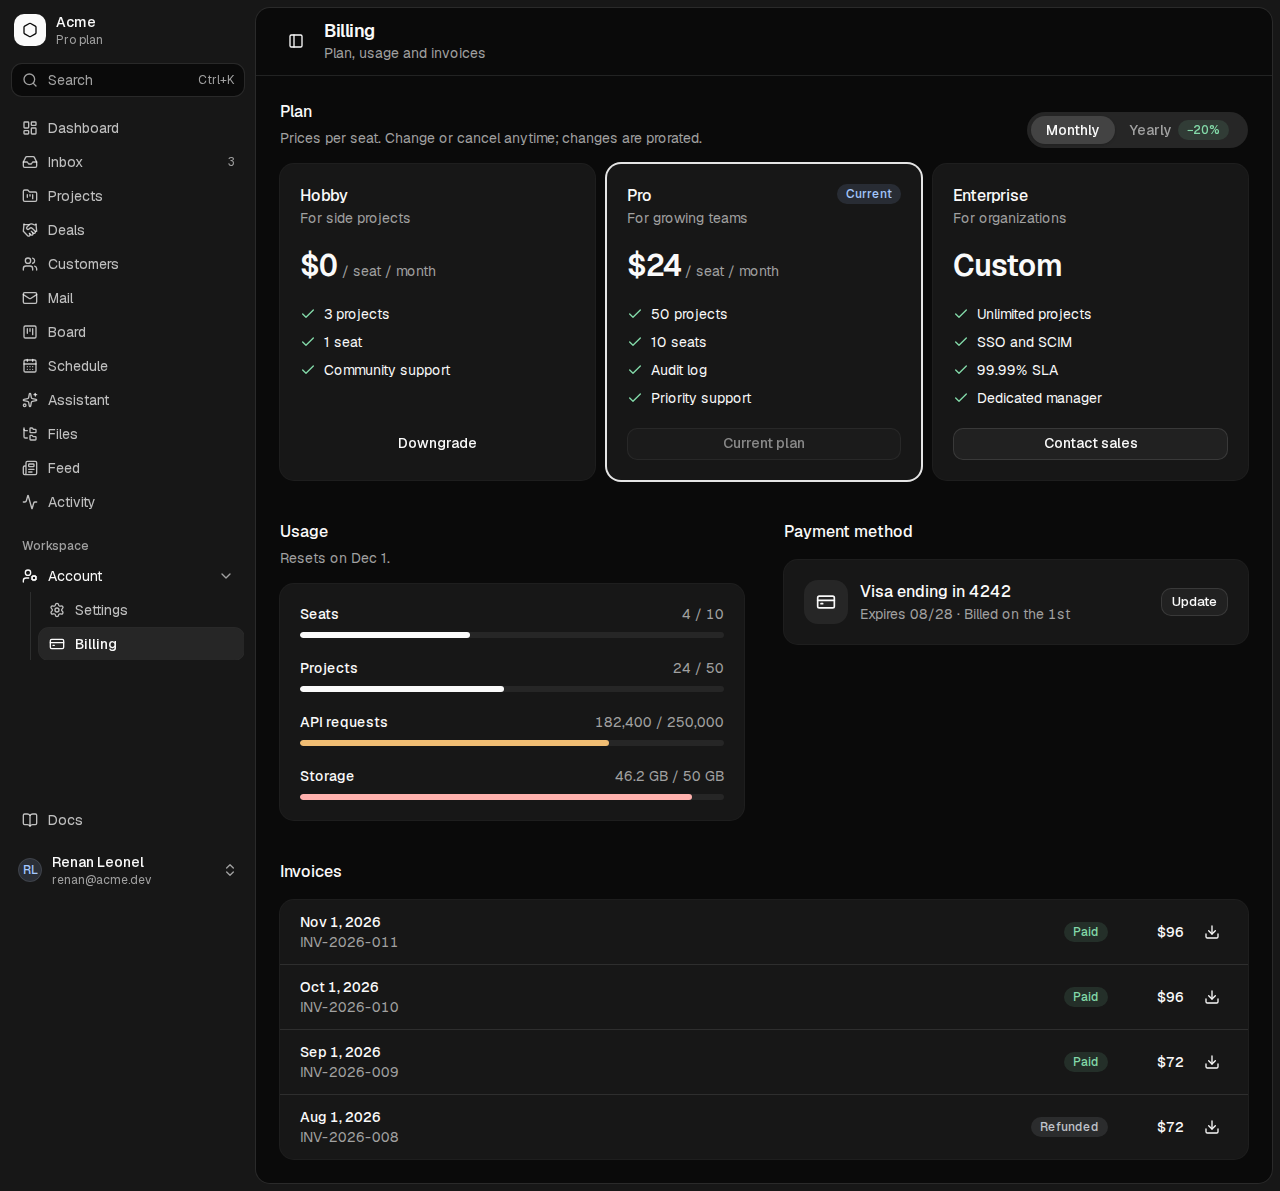 Acme
Pro plan
Search Ctrl+K
Dashboard
Inbox 3
Projects
Deals
Customers
Mail
Board
Schedule
Assistant
Files
Feed
Activity
Workspace
Account
Settings
Billing
Docs
RL
Renan Leonel
renan@acme.dev
Billing
Plan, usage and invoices
Plan
Prices per seat. Change or cancel anytime; changes are prorated.
Monthly Yearly −20%
Hobby
For side projects
$0 / seat / month
3 projects
1 seat
Community support
Downgrade
Pro Current
For growing teams
$24 / seat / month
50 projects
10 seats
Audit log
Priority support
Current plan
Enterprise
For organizations
Custom
Unlimited projects
SSO and SCIM
99.99% SLA
Dedicated manager
Contact sales
Usage
Resets on Dec 1.
Seats 4 / 10
Projects 24 / 50
API requests 182,400 / 250,000
Storage 46.2 GB / 50 GB
Payment method
Visa ending in 4242
Expires 08/28 · Billed on the 1st
Update
Invoices
Nov 1, 2026
INV-2026-011
Paid $96
Oct 1, 2026
INV-2026-010
Paid $96
Sep 1, 2026
INV-2026-009
Paid $72
Aug 1, 2026
INV-2026-008
Refunded $72